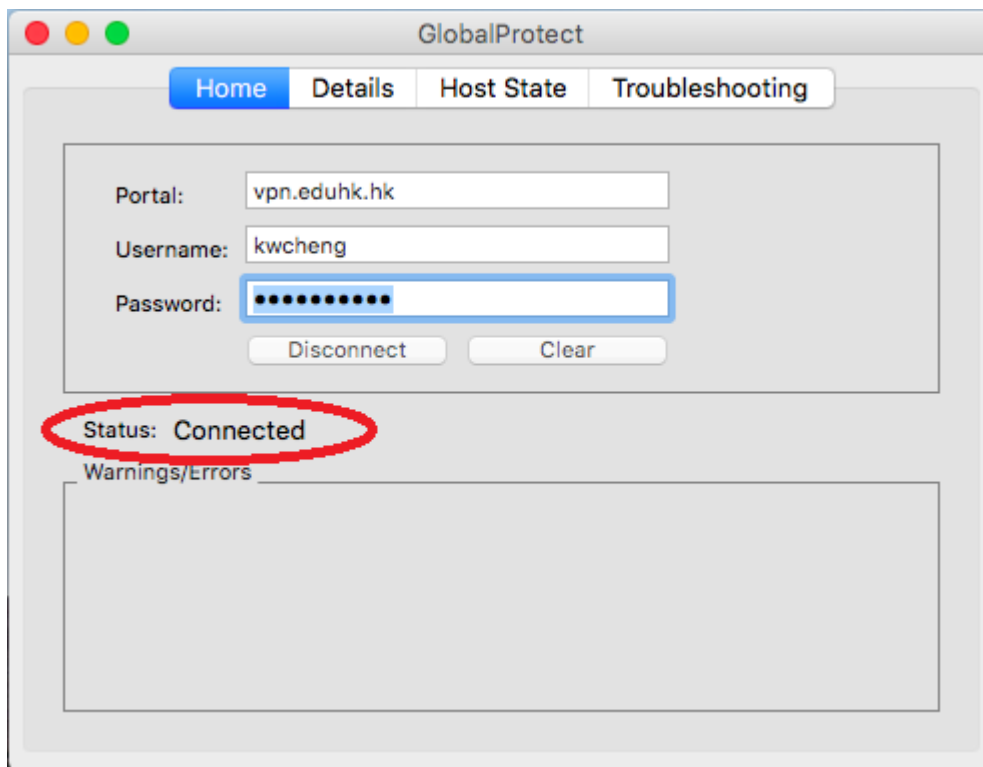 GlobalProtect
Home Details Host State Troubleshooting
Portal: vpn.eduhk.hk
Username: kwcheng
Password: ••••••••••
Disconnect Clear
Status: Connected
Warnings/Errors